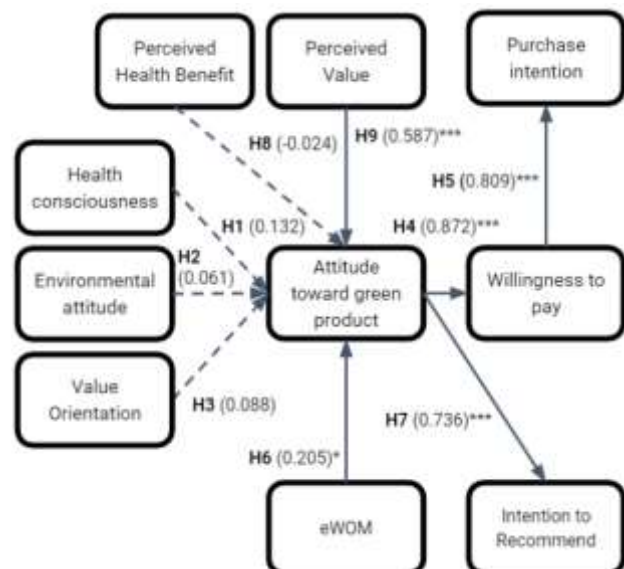 Perceived
Health Benefit
Perceived
Value
Purchase
intention
H8 (-0.024)
H9 (0.587)***
Health
consciousness
H5 (0.809)***
H1 (0.132)
H4 (0.872)***
H2
(0.061)
Environmental
attitude
Attitude
toward green
product
Willingness to
pay
Value
Orientation
H3 (0.088)
H7 (0.736)***
H6 (0.205)*
eWOM
Intention to
Recommend